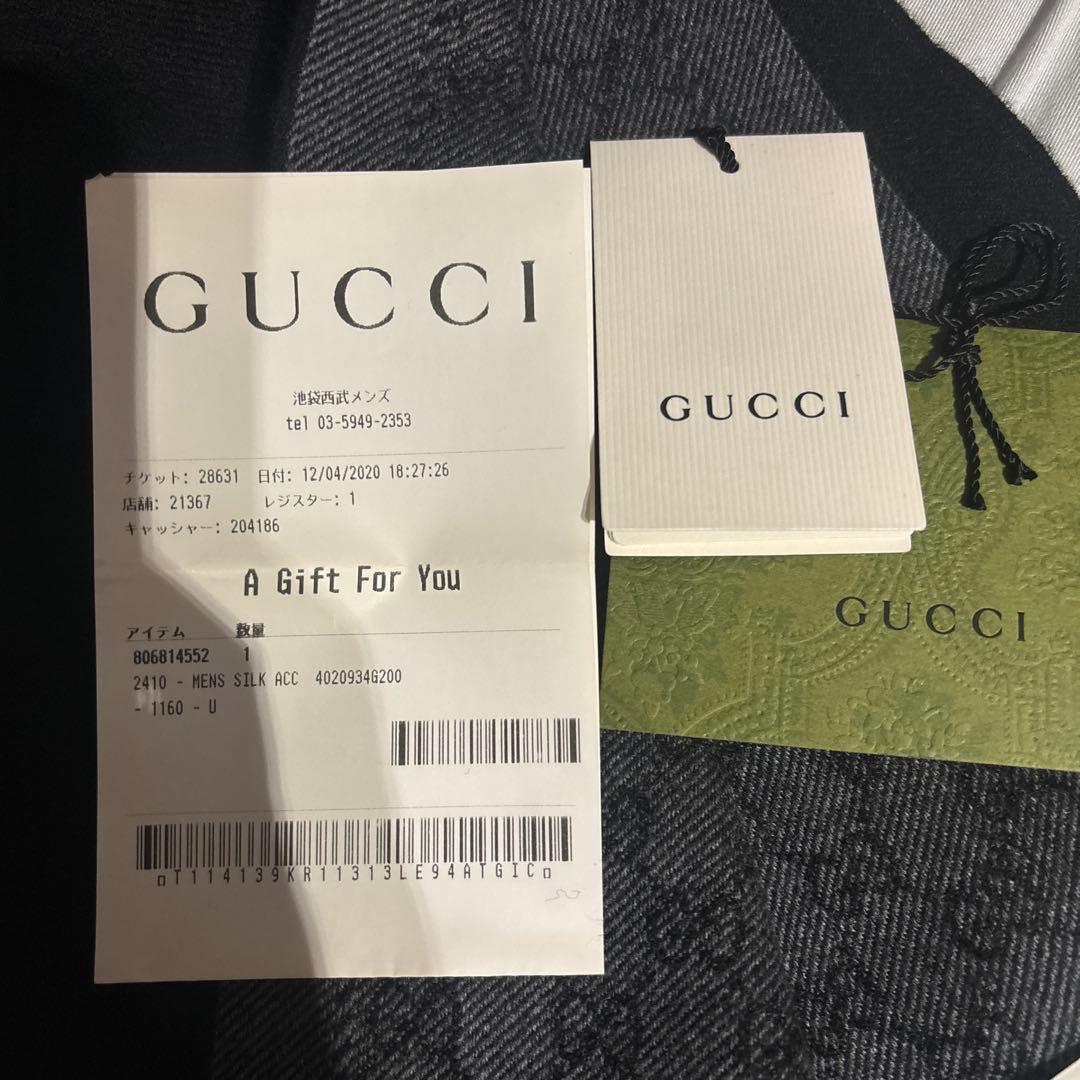 GUCCI
池袋西武メンズ
tel 03-5949-2353
チケット: 28631 日付: 12/04/2020 18:27:26
店舗: 21367 レジスター: 1
キャッシャー: 204186
A Gift For You
アイテム 数量
806814552 1
2410 - MENS SILK ACC 4020934G200
- 1160 - U
¤T114139KR11313LE94ATGIC¤
GUCCI
GUCCI